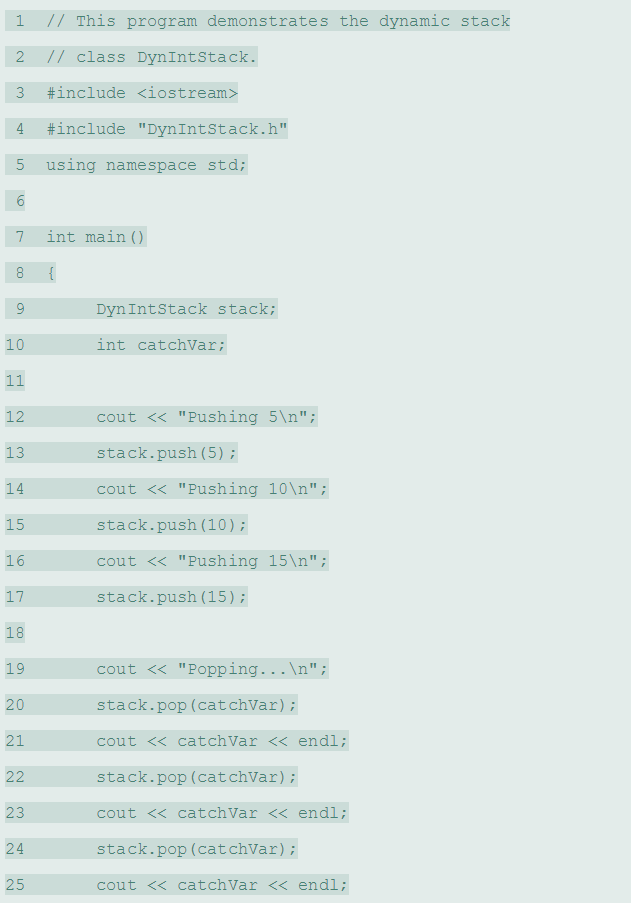 1 // This program demonstrates the dynamic stack
2 // class DynIntStack.
3 #include <iostream>
4 #include "DynIntStack.h"
5 using namespace std;
6
7 int main()
8 {
9 DynIntStack stack;
10 int catchVar;
11
12 cout << "Pushing 5\n";
13 stack.push(5);
14 cout << "Pushing 10\n";
15 stack.push(10);
16 cout << "Pushing 15\n";
17 stack.push(15);
18
19 cout << "Popping...\n";
20 stack.pop(catchVar);
21 cout << catchVar << endl;
22 stack.pop(catchVar);
23 cout << catchVar << endl;
24 stack.pop(catchVar);
25 cout << catchVar << endl;